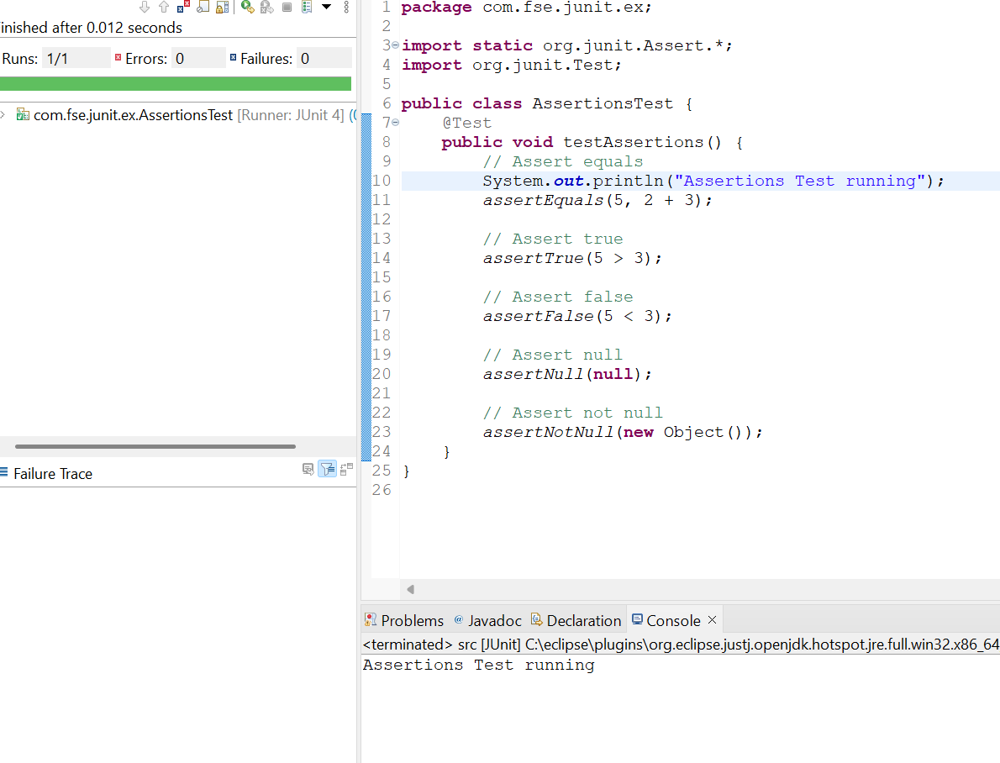 inished after 0.012 seconds
Runs: 1/1 Errors: 0 Failures: 0
com.fse.junit.ex.AssertionsTest [Runner: JUnit 4] (
Failure Trace
1 package com.fse.junit.ex;
2
3 import static org.junit.Assert.*;
4 import org.junit.Test;
5
6 public class AssertionsTest {
7 @Test
8 public void testAssertions() {
9 // Assert equals
10 System.out.println("Assertions Test running");
11 assertEquals(5, 2 + 3);
12
13 // Assert true
14 assertTrue(5 > 3);
15
16 // Assert false
17 assertFalse(5 < 3);
18
19 // Assert null
20 assertNull(null);
21
22 // Assert not null
23 assertNotNull(new Object());
24 }
25 }
26
Problems @ Javadoc Declaration Console ×
<terminated> src [JUnit] C:\eclipse\plugins\org.eclipse.justj.openjdk.hotspot.jre.full.win32.x86_64
Assertions Test running